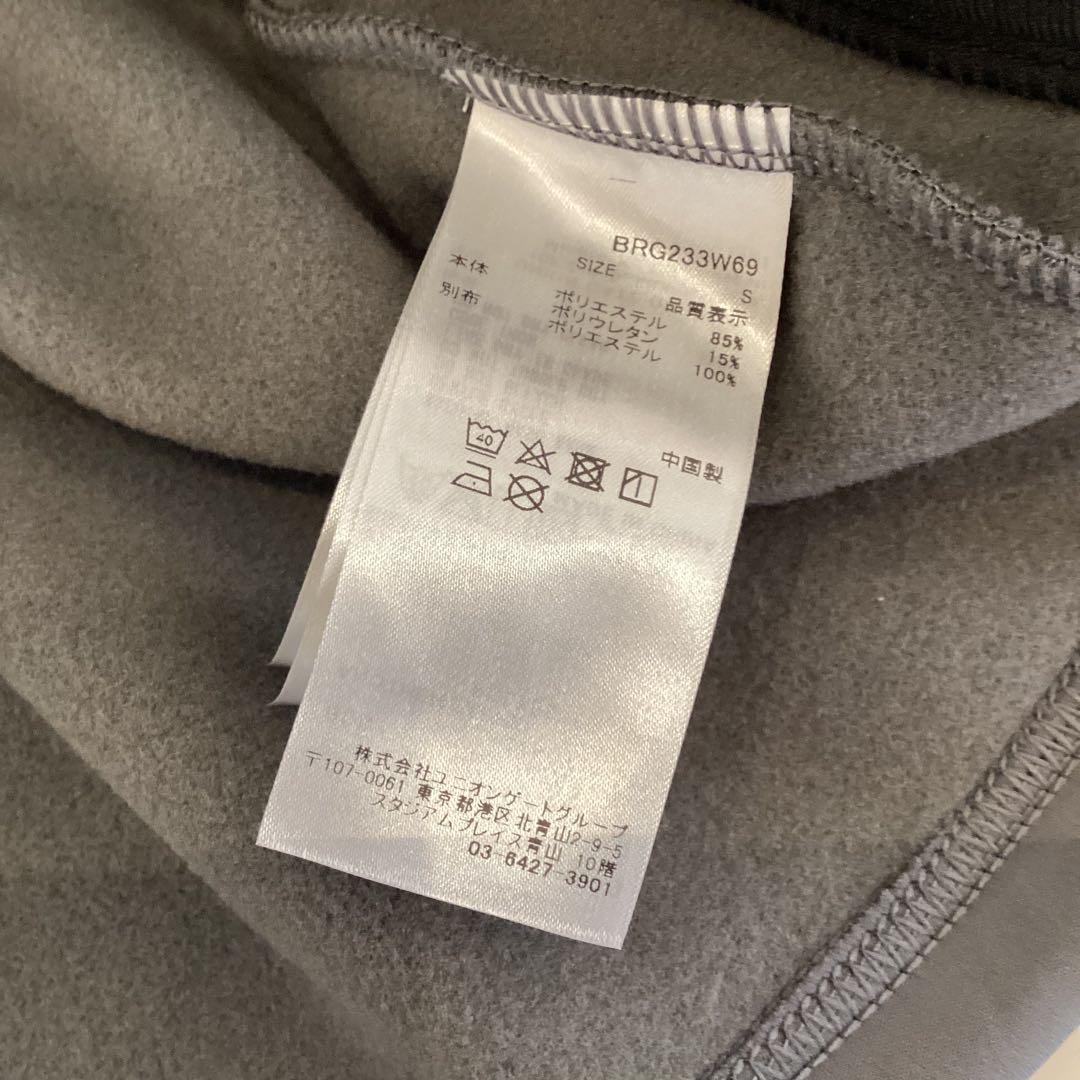 BRG233W69
SIZE S
品質表示
本体 ポリエステル 85%
ポリウレタン 15%
別布 ポリエステル 100%
40
中国製
株式会社ユニオンゲートグループ
〒107-0061 東京都港区北青山2-9-5
スタジアムプレイス青山 10階
03-6427-3901